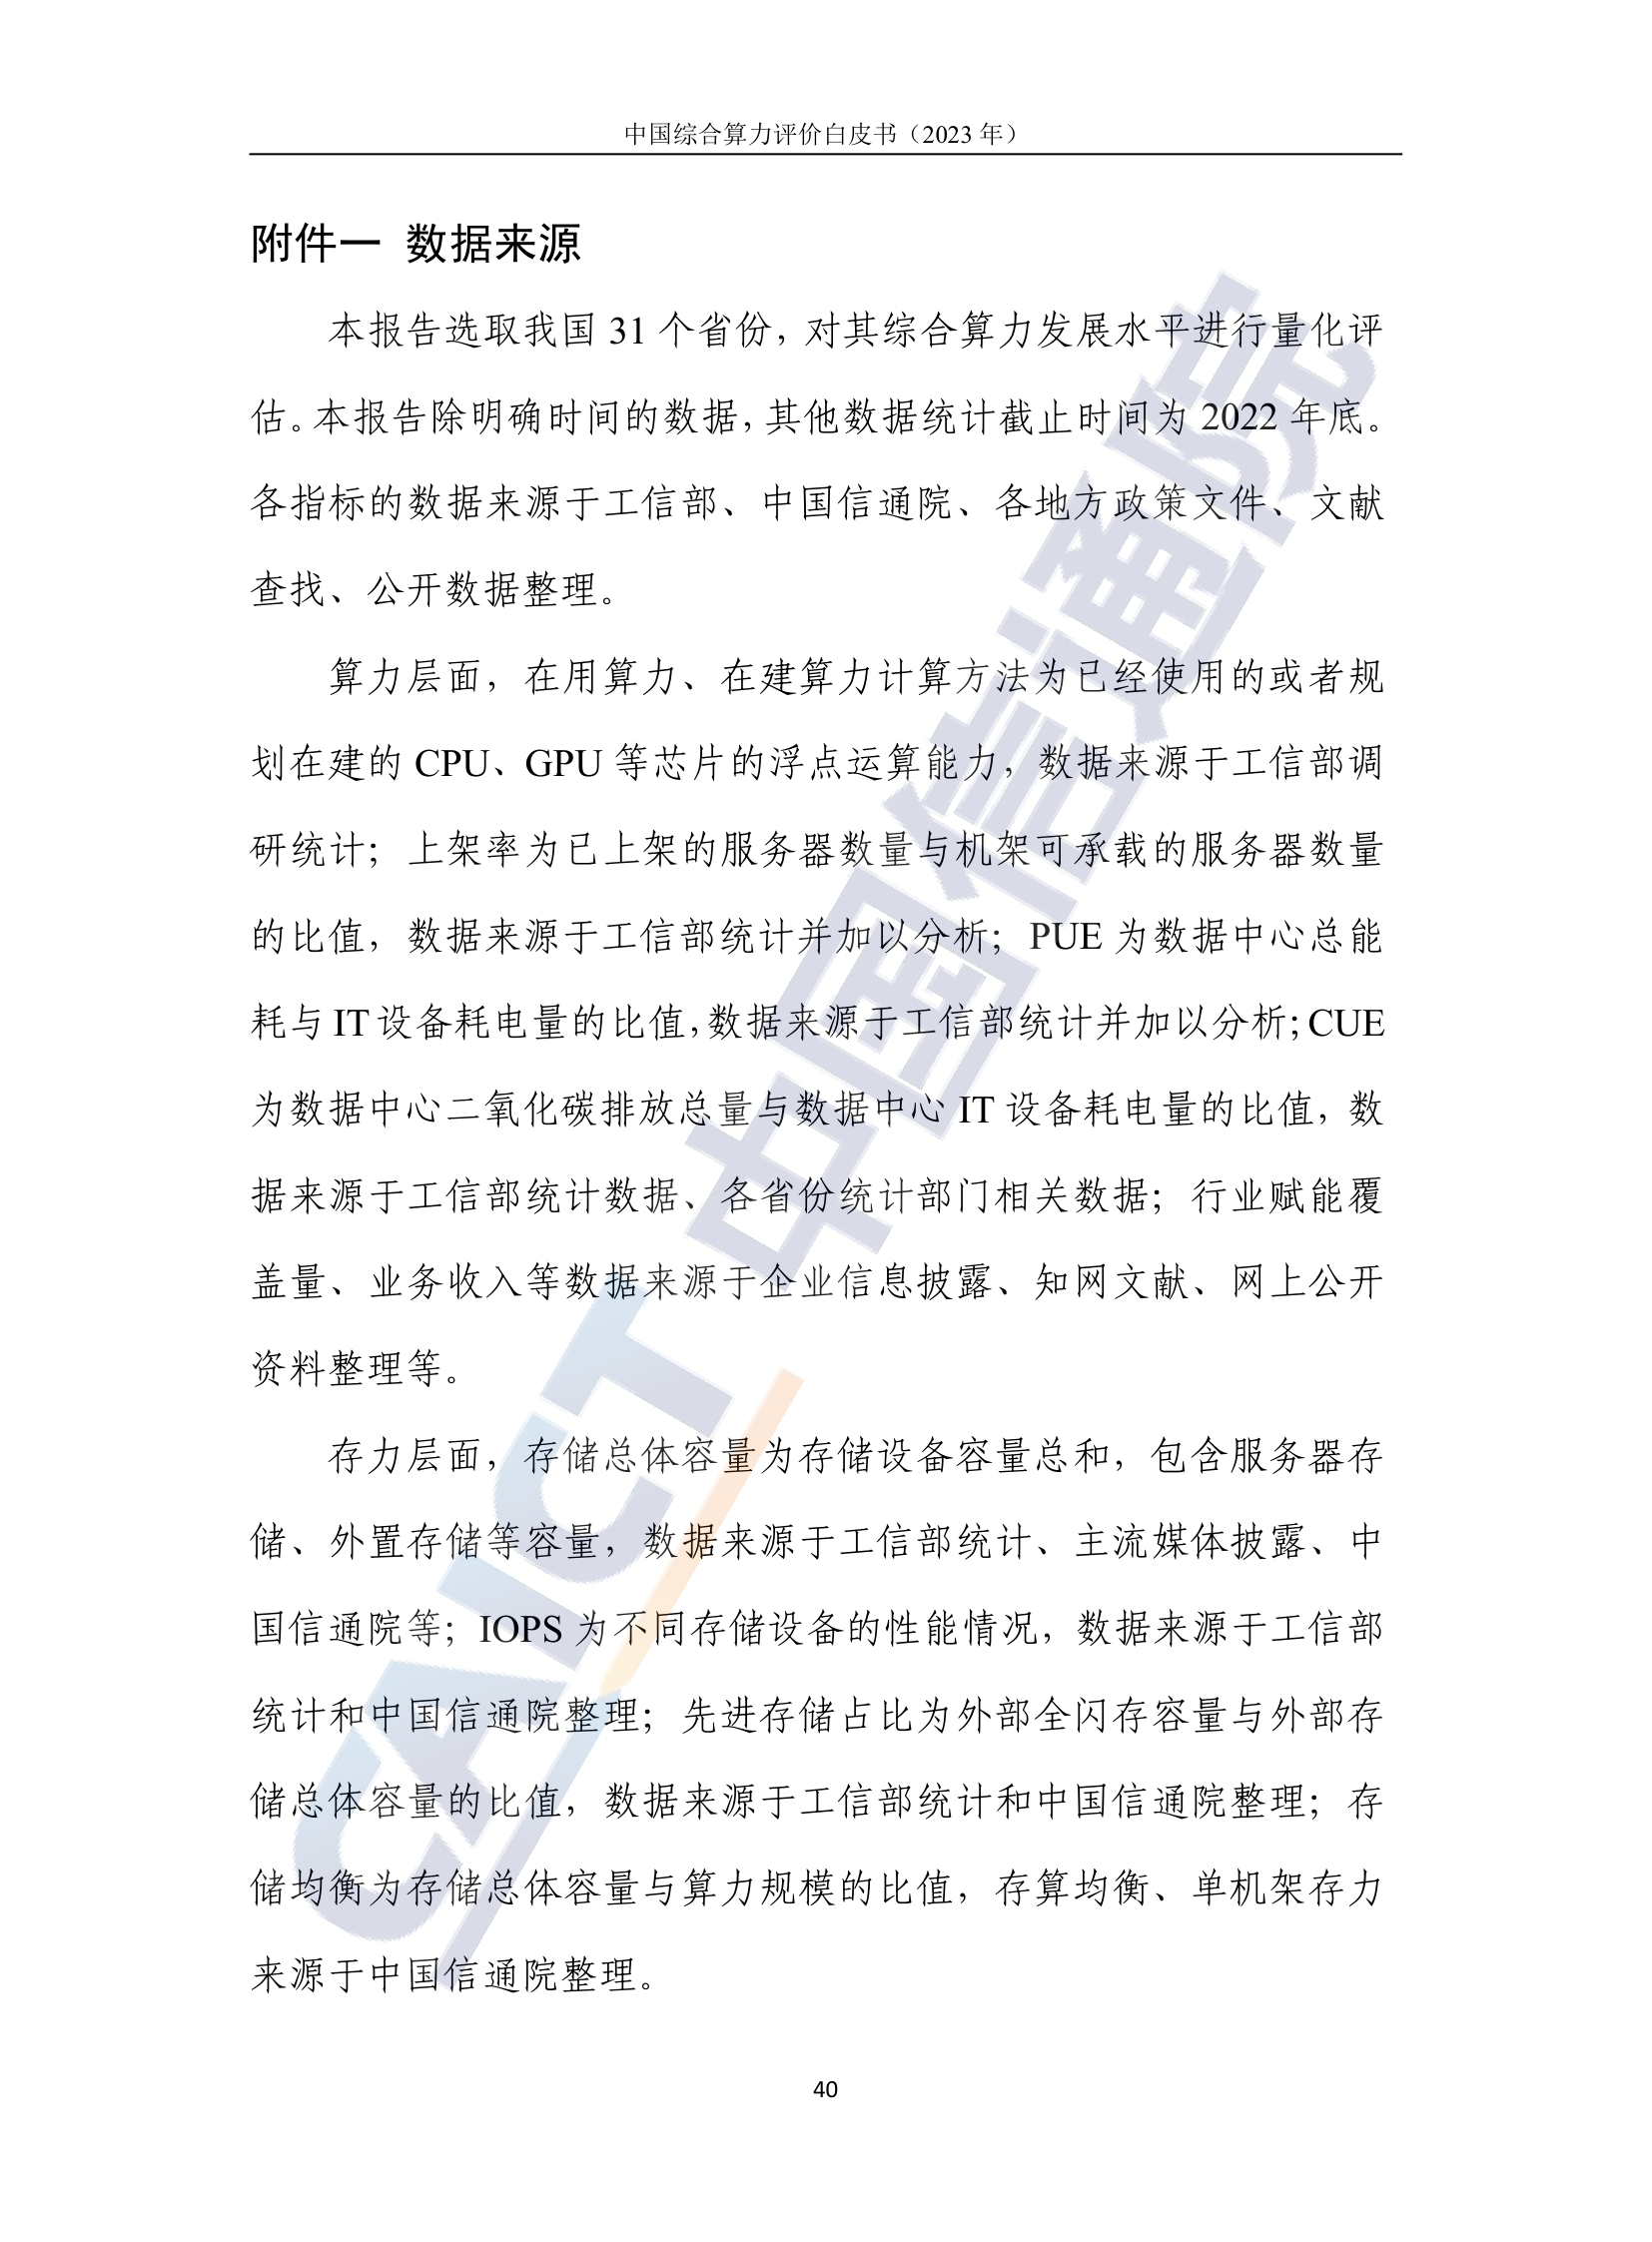 中国综合算力评价白皮书（2023 年）
附件一 数据来源
本报告选取我国 31 个省份，对其综合算力发展水平进行量化评
估。本报告除明确时间的数据，其他数据统计截止时间为 2022 年底。
各指标的数据来源于工信部、中国信通院、各地方政策文件、文献
查找、公开数据整理。
算力层面，在用算力、在建算力计算方法为已经使用的或者规
划在建的 CPU、GPU 等芯片的浮点运算能力，数据来源于工信部调
研统计；上架率为已上架的服务器数量与机架可承载的服务器数量
的比值，数据来源于工信部统计并加以分析；PUE 为数据中心总能
耗与 IT 设备耗电量的比值，数据来源于工信部统计并加以分析；CUE
为数据中心二氧化碳排放总量与数据中心 IT 设备耗电量的比值，数
据来源于工信部统计数据、各省份统计部门相关数据；行业赋能覆
盖量、业务收入等数据来源于企业信息披露、知网文献、网上公开
资料整理等。
存力层面，存储总体容量为存储设备容量总和，包含服务器存
储、外置存储等容量，数据来源于工信部统计、主流媒体披露、中
国信通院等；IOPS 为不同存储设备的性能情况，数据来源于工信部
统计和中国信通院整理；先进存储占比为外部全闪存容量与外部存
储总体容量的比值，数据来源于工信部统计和中国信通院整理；存
储均衡为存储总体容量与算力规模的比值，存算均衡、单机架存力
来源于中国信通院整理。
40
CAICT 中国信通院